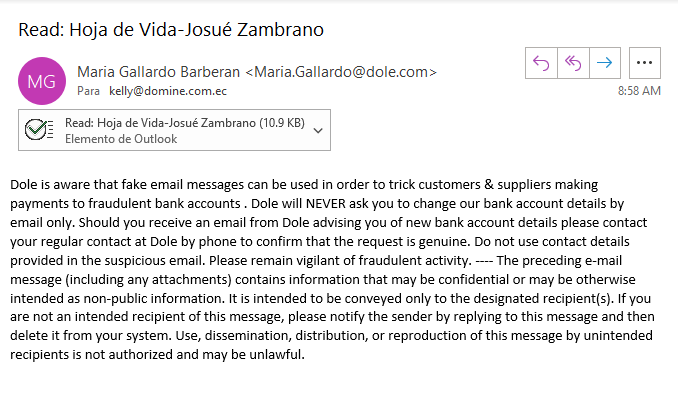 Read: Hoja de Vida-Josué Zambrano
MG
Maria Gallardo Barberan <Maria.Gallardo@dole.com>
Para kelly@domine.com.ec
8:58 AM
Read: Hoja de Vida-Josué Zambrano (10.9 KB)
Elemento de Outlook
Dole is aware that fake email messages can be used in order to trick customers & suppliers making
payments to fraudulent bank accounts . Dole will NEVER ask you to change our bank account details by
email only. Should you receive an email from Dole advising you of new bank account details please contact
your regular contact at Dole by phone to confirm that the request is genuine. Do not use contact details
provided in the suspicious email. Please remain vigilant of fraudulent activity. ---- The preceding e-mail
message (including any attachments) contains information that may be confidential or may be otherwise
intended as non-public information. It is intended to be conveyed only to the designated recipient(s). If you
are not an intended recipient of this message, please notify the sender by replying to this message and then
delete it from your system. Use, dissemination, distribution, or reproduction of this message by unintended
recipients is not authorized and may be unlawful.